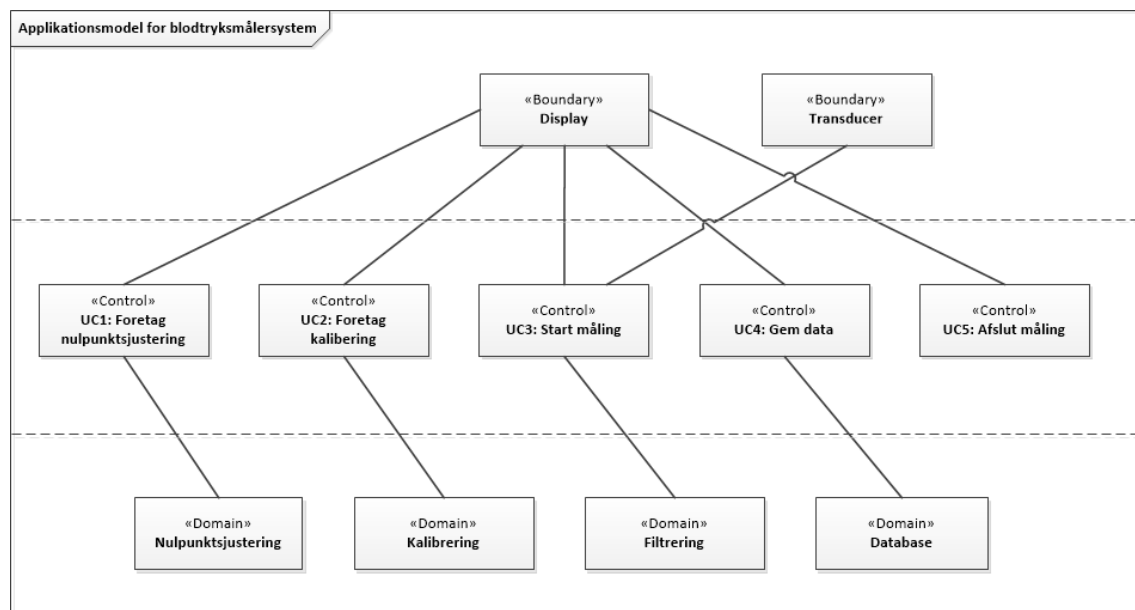 Applikationsmodel for blodtryksmålersystem
«Boundary»
Display
«Boundary»
Transducer
«Control»
UC1: Foretag
nulpunktsjustering
«Control»
UC2: Foretag
kalibering
«Control»
UC3: Start måling
«Control»
UC4: Gem data
«Control»
UC5: Afslut måling
«Domain»
Nulpunktsjustering
«Domain»
Kalibrering
«Domain»
Filtrering
«Domain»
Database